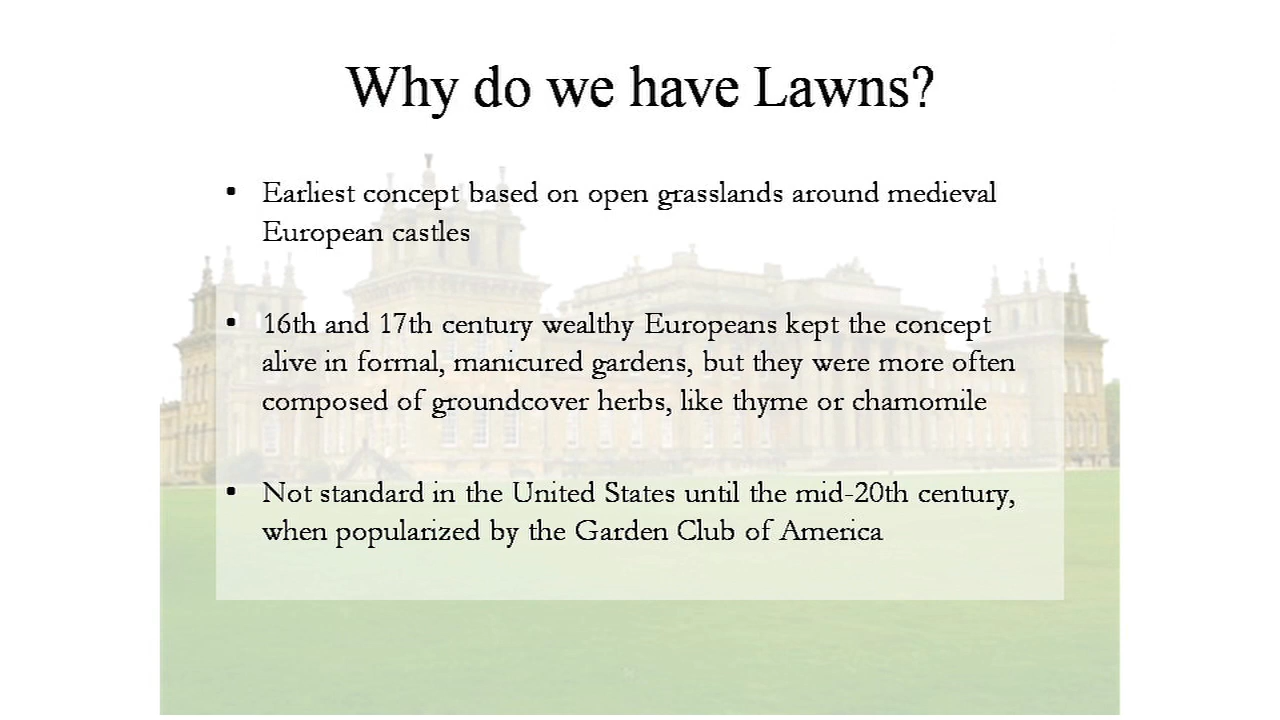 Why do we have Lawns?
• Earliest concept based on open grasslands around medieval
European castles
• 16th and 17th century wealthy Europeans kept the concept
alive in formal, manicured gardens, but they were more often
composed of groundcover herbs, like thyme or chamomile
• Not standard in the United States until the mid-20th century,
when popularized by the Garden Club of America